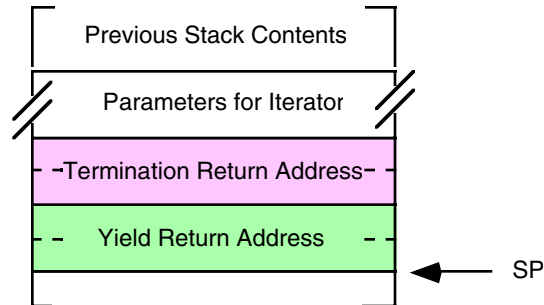 Previous Stack Contents
Parameters for Iterator
Termination Return Address
Yield Return Address
SP